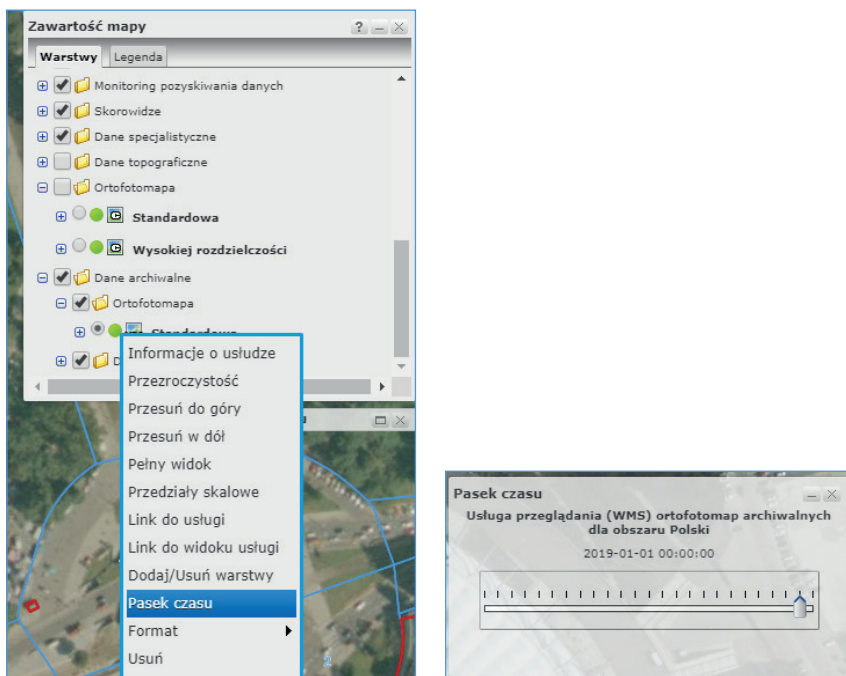 Zawartość mapy
?
Warstwy Legenda
Monitoring pozyskiwania danych
Skorowidze
Dane specjalistyczne
Dane topograficzne
Ortofotomapa
Standardowa
Wysokiej rozdzielczości
Dane archiwalne
Ortofotomapa
Standardowa
D
Informacje o usłudze
Przezroczystość
Przesuń do góry
Przesuń w dół
Pełny widok
Przedziały skalowe
Link do usługi
Link do widoku usługi
Dodaj/Usuń warstwy
Pasek czasu
Format
Usuń
2
Pasek czasu
Usługa przeglądania (WMS) ortofotomap archiwalnych
dla obszaru Polski
2019-01-01 00:00:00